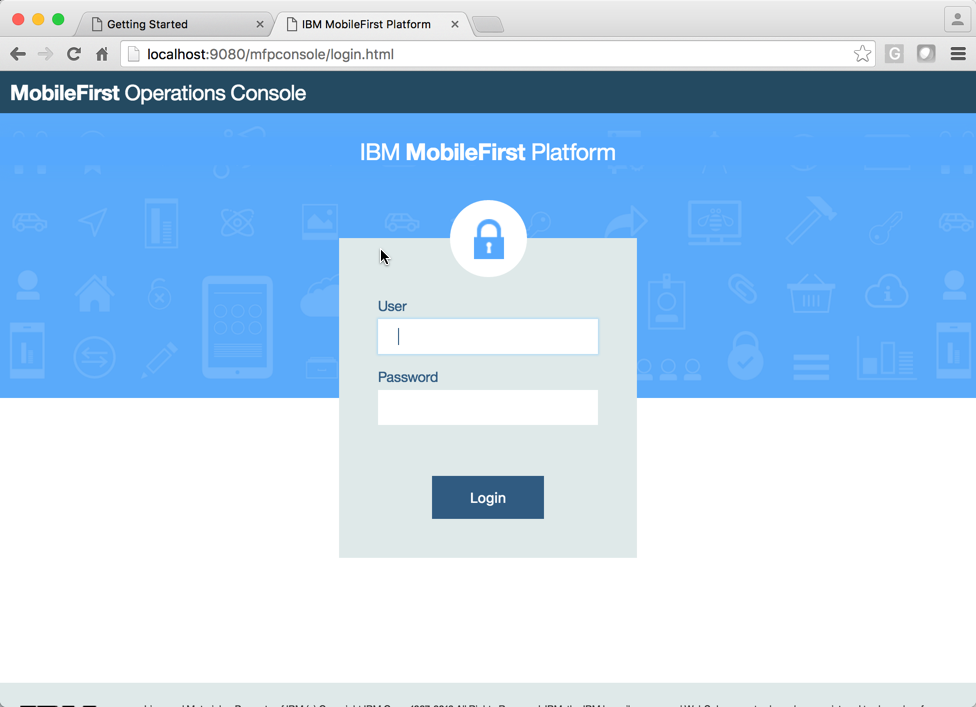 Getting Started
IBM MobileFirst Platform
localhost:9080/mfpconsole/login.html
G
MobileFirst Operations Console
IBM MobileFirst Platform
User
Password
Login